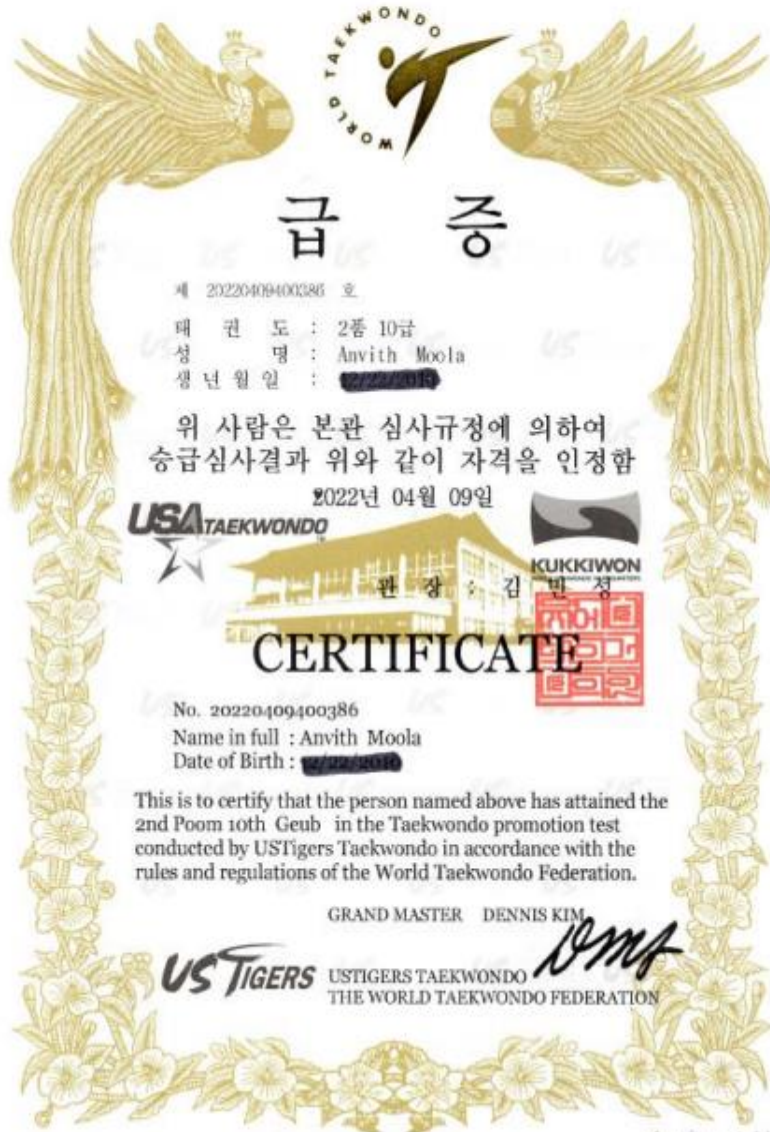 WORLD TAEKWONDO
급 증
제 20220409400386 호
태 권 도 : 2품 10급
성 명 : Anvith Moola
생년월일 :
위 사람은 본관 심사규정에 의하여
승급심사결과 위와 같이 자격을 인정함
2022년 04월 09일
USA TAEKWONDO
KUKKIWON
관 장 : 김
CERTIFICATE
No. 20220409400386
Name in full : Anvith Moola
Date of Birth :
This is to certify that the person named above has attained the
2nd Poom 10th Geub in the Taekwondo promotion test
conducted by USTigers Taekwondo in accordance with the
rules and regulations of the World Taekwondo Federation.
GRAND MASTER DENNIS KIM
US TIGERS
USTIGERS TAEKWONDO
THE WORLD TAEKWONDO FEDERATION